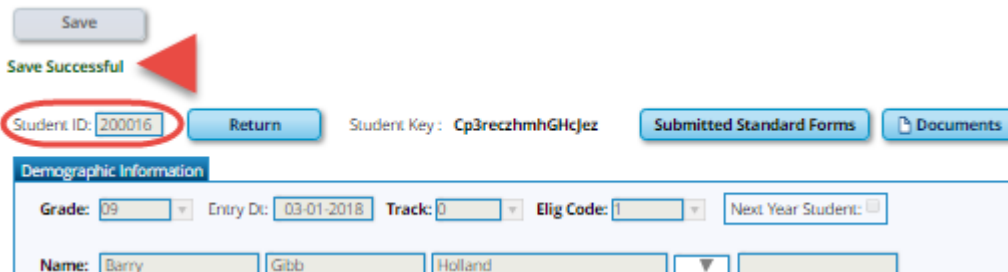 Save
Save Successful
Student ID: 200016 Return Student Key: Cp3reczhmhGHcJez Submitted Standard Forms Documents
Demographic Information
Grade: 09 Entry Dt: 03-01-2018 Track: 0 Elig Code: 1 Next Year Student:
Name: Barry Gibb Holland